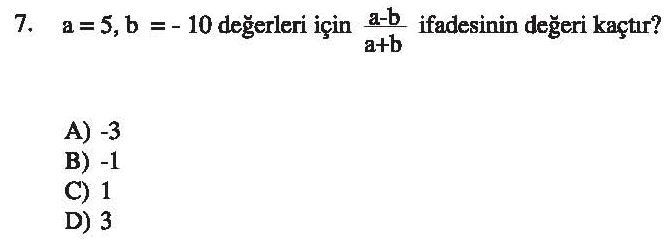 7. a = 5, b = - 10 değerleri için a-b / a+b ifadesinin değeri kaçtır?
A) -3
B) -1
C) 1
D) 3